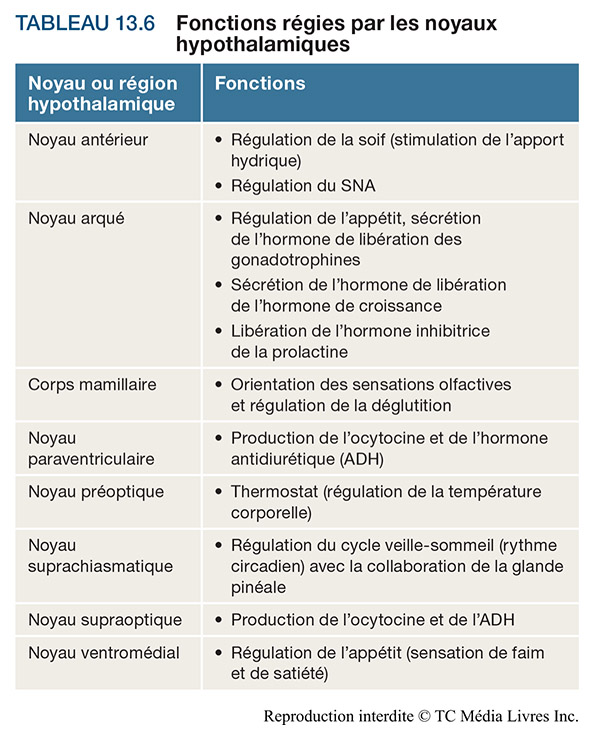 TABLEAU 13.6 Fonctions régies par les noyaux
hypothalamiques
Noyau ou région
hypothalamique
Fonctions
Noyau antérieur
• Régulation de la soif (stimulation de l'apport
hydrique)
• Régulation du SNA
Noyau arqué
• Régulation de l'appétit, sécrétion
de l'hormone de libération des
gonadotrophines
• Sécrétion de l'hormone de libération
de l'hormone de croissance
• Libération de l'hormone inhibitrice
de la prolactine
Corps mamillaire
• Orientation des sensations olfactives
et régulation de la déglutition
Noyau
paraventriculaire
• Production de l'ocytocine et de l'hormone
antidiurétique (ADH)
Noyau préoptique
• Thermostat (régulation de la température
corporelle)
Noyau
suprachiasmatique
• Régulation du cycle veille-sommeil (rythme
circadien) avec la collaboration de la glande
pinéale
Noyau supraoptique
• Production de l'ocytocine et de l'ADH
Noyau ventromédial
• Régulation de l'appétit (sensation de faim
et de satiété)
Reproduction interdite © TC Média Livres Inc.